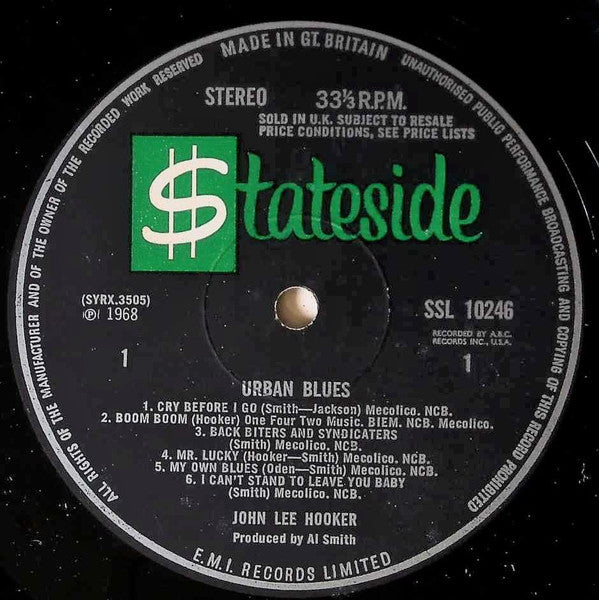 MADE IN GT. BRITAIN
UNAUTHORISED PUBLIC PERFORMANCE BROADCASTING AND COPYING OF THIS RECORD PROHIBITED
ALL RIGHTS OF THE MANUFACTURER AND OF THE OWNER OF THE RECORDED WORK RESERVED
STEREO 33⅓ R.P.M.
SOLD IN U.K. SUBJECT TO RESALE
PRICE CONDITIONS, SEE PRICE LISTS
$tateside
(SYRX.3505)
Ⓟ 1968
SSL 10246
RECORDED BY A.B.C.
RECORDS INC., U.S.A.
1 1
URBAN BLUES
1. CRY BEFORE I GO (Smith—Jackson) Mecolico. NCB.
2. BOOM BOOM (Hooker) One Four Two Music. BIEM. NCB. Mecolico.
3. BACK BITERS AND SYNDICATERS
(Smith) Mecolico. NCB.
4. MR. LUCKY (Hooker—Smith) Mecolico. NCB.
5. MY OWN BLUES (Oden—Smith) Mecolico. NCB.
6. I CAN'T STAND TO LEAVE YOU BABY
(Smith) Mecolico. NCB.
JOHN LEE HOOKER
Produced by Al Smith
E.M.I. RECORDS LIMITED